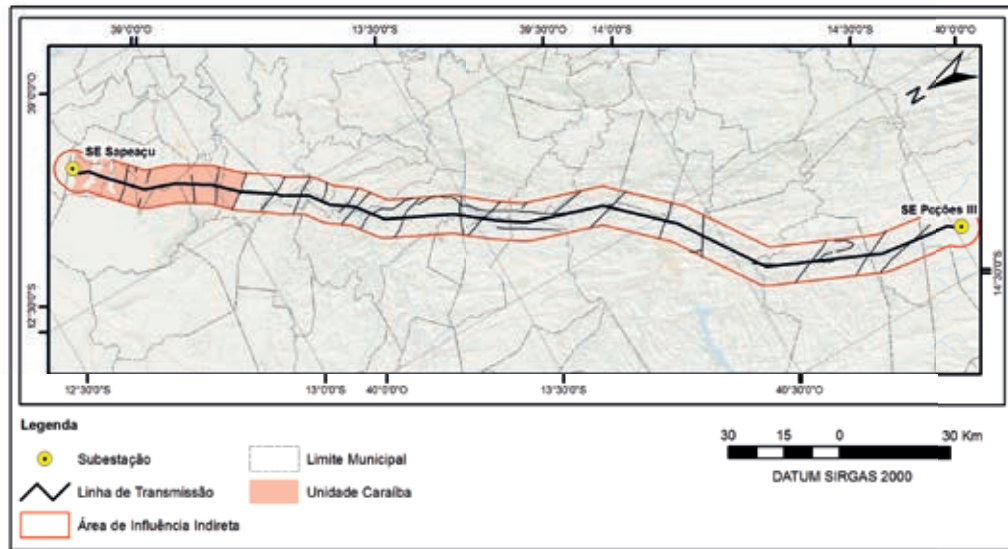 39°0'0"O 13°30'0"S 39°30'0"O 14°0'0"S 14°30'0"S 40°0'0"O
39°0'0"O
N
SE Sapeaçu
SE Poções III
12°30'0"S
14°30'0"S
12°30'0"S 13°0'0"S 40°0'0"O 13°30'0"S 40°30'0"O
Legenda
Subestação
Limite Municipal
Linha de Transmissão
Unidade Caraíba
Área de Influência Indireta
30 15 0 30 Km
DATUM SIRGAS 2000